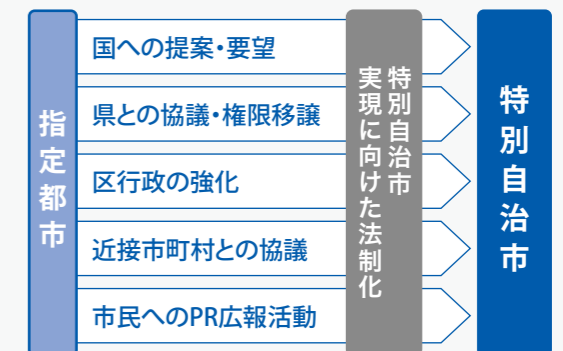 指定都市
国への提案・要望
県との協議・権限移譲
区行政の強化
近接市町村との協議
市民へのPR広報活動
特別自治市
実現に向けた法制化
特別自治市